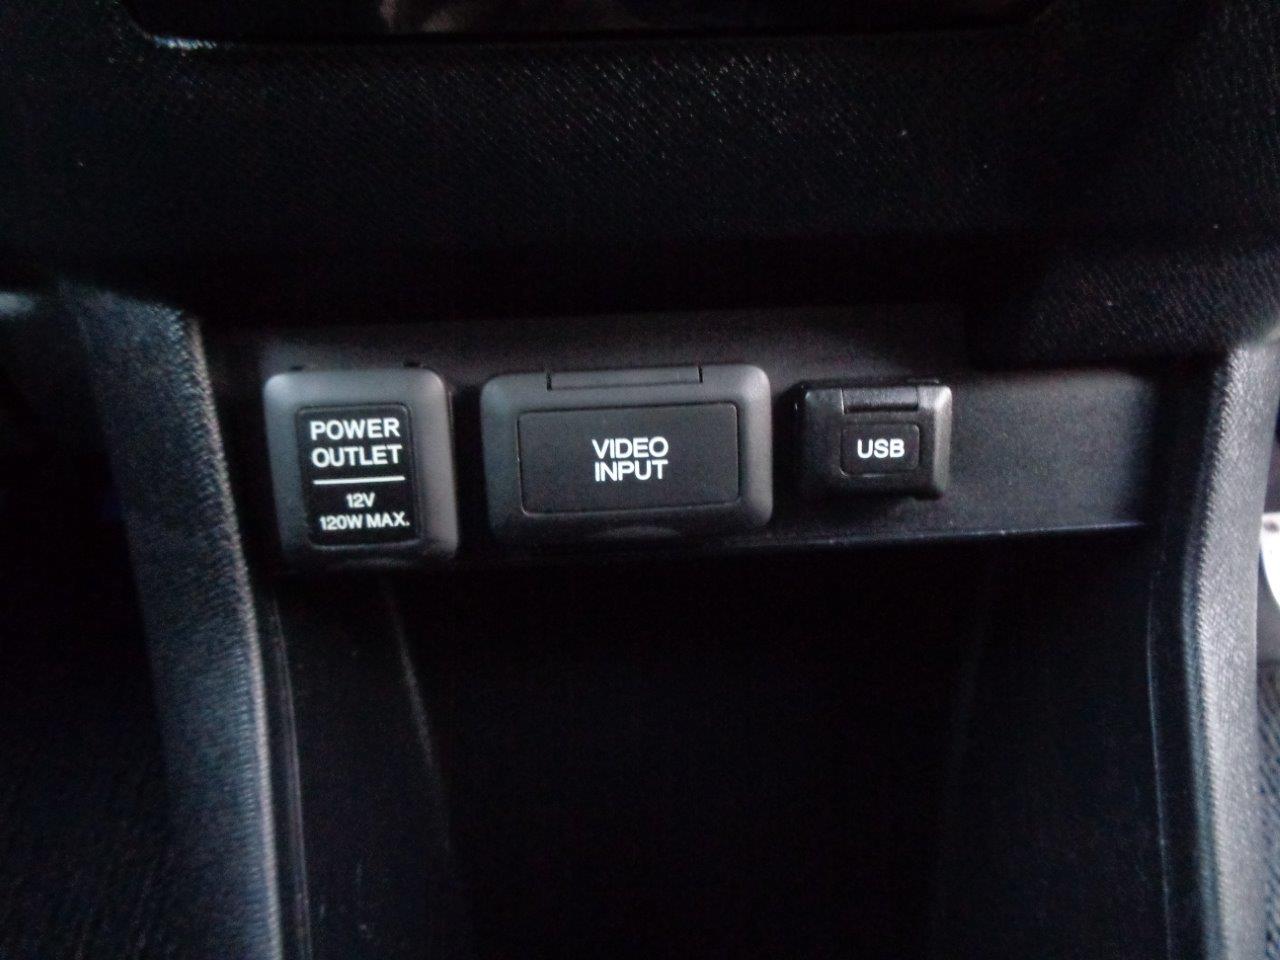 POWER
OUTLET
12V
120W MAX.
VIDEO
INPUT
USB